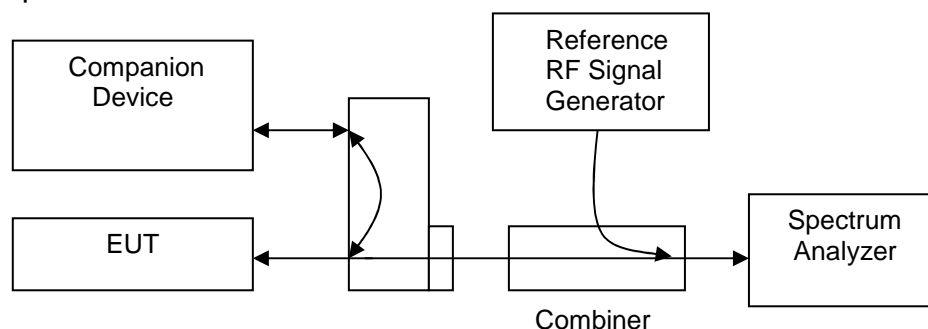 Companion
Device
Reference
RF Signal
Generator
EUT
Spectrum
Analyzer
Combiner